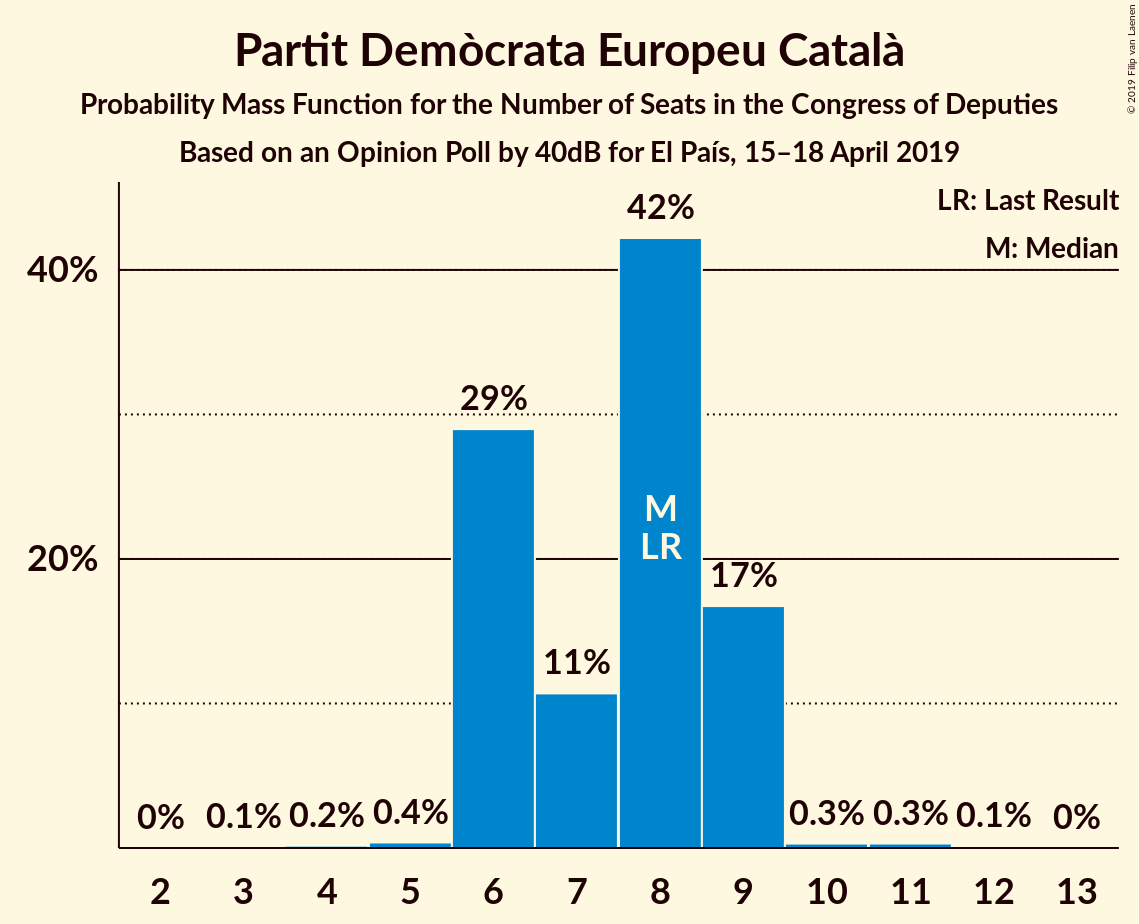 Partit Demòcrata Europeu Català
Probability Mass Function for the Number of Seats in the Congress of Deputies
Based on an Opinion Poll by 40dB for El País, 15–18 April 2019
© 2019 Filip van Laenen
LR: Last Result
M: Median
40%
20%
42%
29%
M
LR
17%
11%
0%
0.1%
0.2%
0.4%
0.3%
0.3%
0.1%
0%
2 3 4 5 6 7 8 9 10 11 12 13